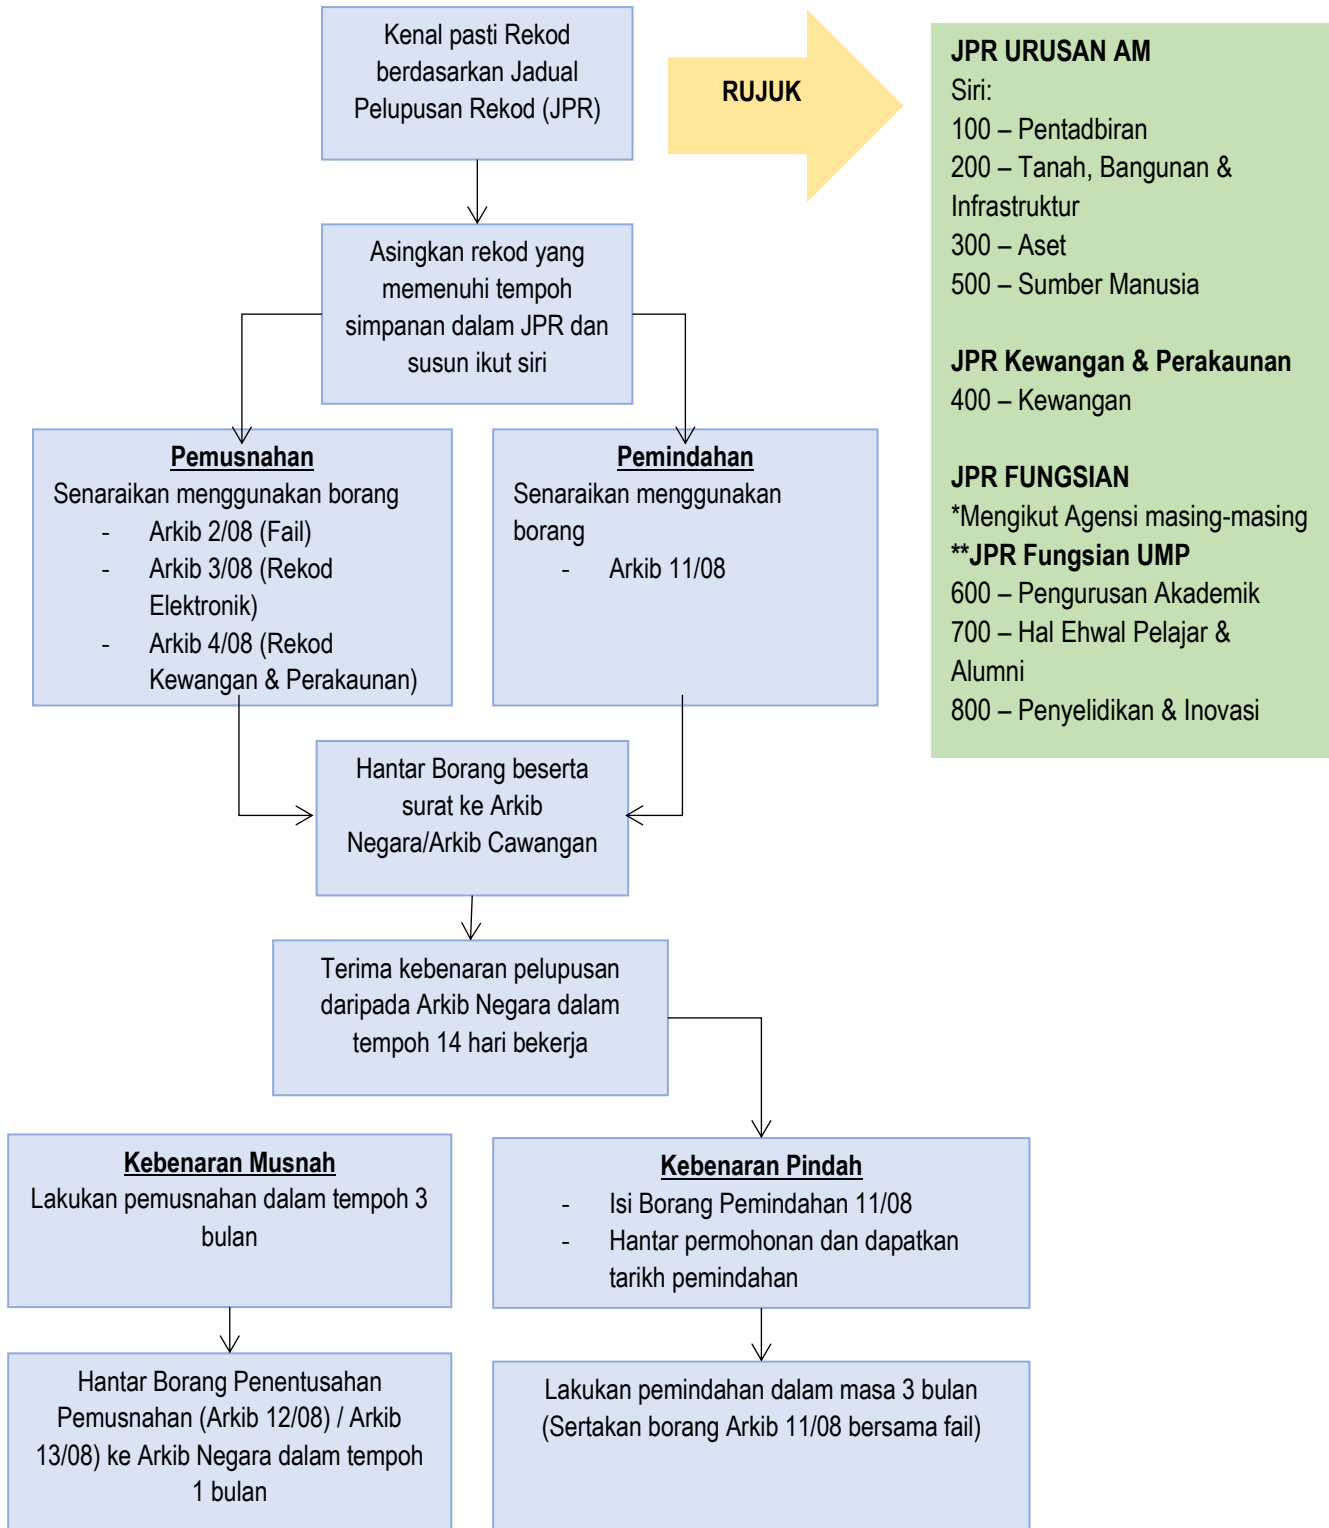 Kenal pasti Rekod
berdasarkan Jadual
Pelupusan Rekod (JPR)
RUJUK
JPR URUSAN AM
Siri:
100 – Pentadbiran
200 – Tanah, Bangunan &
Infrastruktur
300 – Aset
500 – Sumber Manusia
JPR Kewangan & Perakaunan
400 – Kewangan
JPR FUNGSIAN
*Mengikut Agensi masing-masing
**JPR Fungsian UMP
600 – Pengurusan Akademik
700 – Hal Ehwal Pelajar &
Alumni
800 – Penyelidikan & Inovasi
Asingkan rekod yang
memenuhi tempoh
simpanan dalam JPR dan
susun ikut siri
Pemusnahan
Senaraikan menggunakan borang
- Arkib 2/08 (Fail)
- Arkib 3/08 (Rekod
Elektronik)
- Arkib 4/08 (Rekod
Kewangan & Perakaunan)
Pemindahan
Senaraikan menggunakan
borang
- Arkib 11/08
Hantar Borang beserta
surat ke Arkib
Negara/Arkib Cawangan
Terima kebenaran pelupusan
daripada Arkib Negara dalam
tempoh 14 hari bekerja
Kebenaran Musnah
Lakukan pemusnahan dalam tempoh 3
bulan
Kebenaran Pindah
- Isi Borang Pemindahan 11/08
- Hantar permohonan dan dapatkan
tarikh pemindahan
Hantar Borang Penentusahan
Pemusnahan (Arkib 12/08) / Arkib
13/08) ke Arkib Negara dalam tempoh
1 bulan
Lakukan pemindahan dalam masa 3 bulan
(Sertakan borang Arkib 11/08 bersama fail)